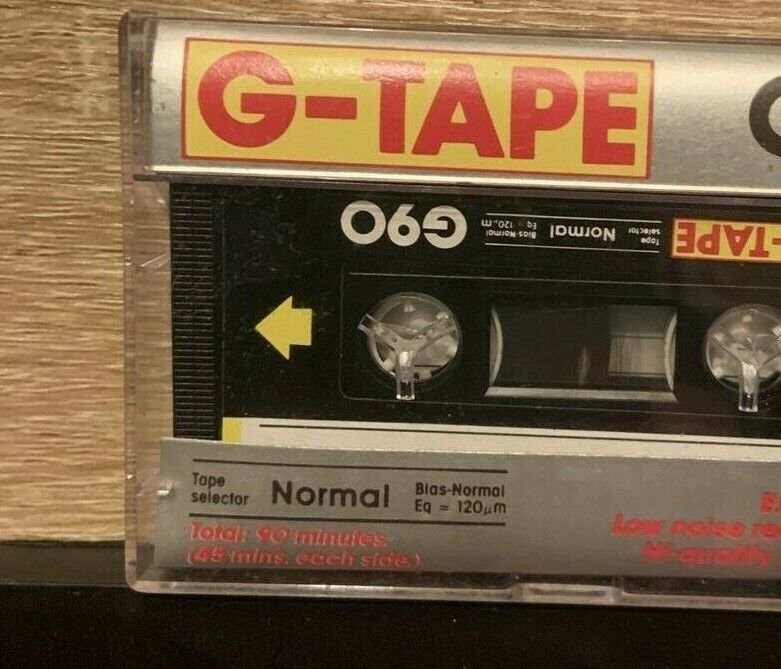 G-TAPE
G90
Tape
selector
Normal
Bias-Normal
Eq 120µm
-TAPE
Tape
selector
Normal
Bias-Normal
Eq = 120µm
Total: 90 minutes.
(45 mins. each side.)
Low noise
Hi-quality